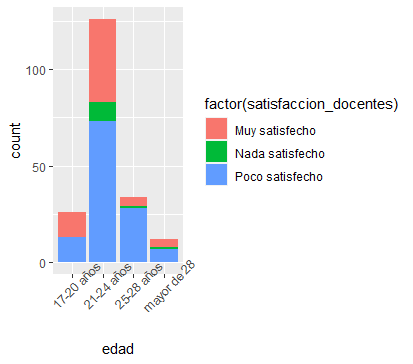 100
50
0
count
17-20 años
21-24 años
25-28 años
mayor de 28
edad
factor(satisfaccion_docentes)
Muy satisfecho
Nada satisfecho
Poco satisfecho